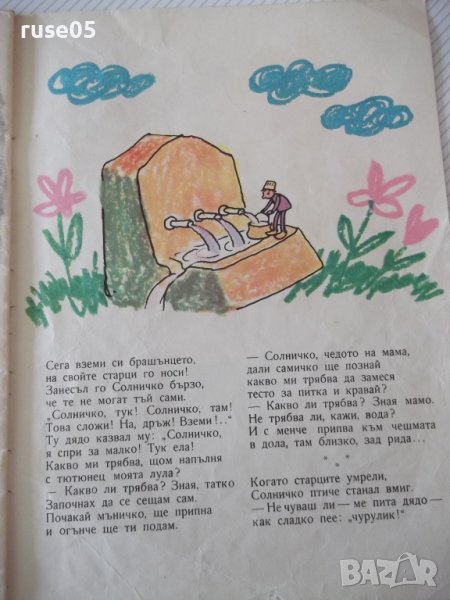 ruse05
Сега вземи си брашънцето,
на свойте старци го носи!
Занесъл го Солничко бързо,
че те не могат тъй сами.
„Солничко, тук! Солничко, там!
Това сложи! На, дръж! Вземи!..“
Ту дядо казвал му: „Солничко,
я спри за малко! Тук ела!
Какво ми трябва, щом напълня
с тютюнец моята лула?
— Какво ли трябва? Зная, татко
Започнах да се сещам сам.
Почакай мъничко, ще припна
и огънче ще ти подам.
— Солничко, чедото на мама,
дали самичко ще познай
какво ми трябва да замеся
тесто за питка и кравай?
— Какво ли трябва? Зная мамо.
Не трябва ли, кажи, вода?
И с менче припва към чешмата
в дола, там близко, зад рида...
* * *
Когато старците умрели,
Солничко птиче станал вмиг.
— Не чуваш ли — ме пита дядо —
как сладко пее: „чурулик!“
BAZAR
.bg